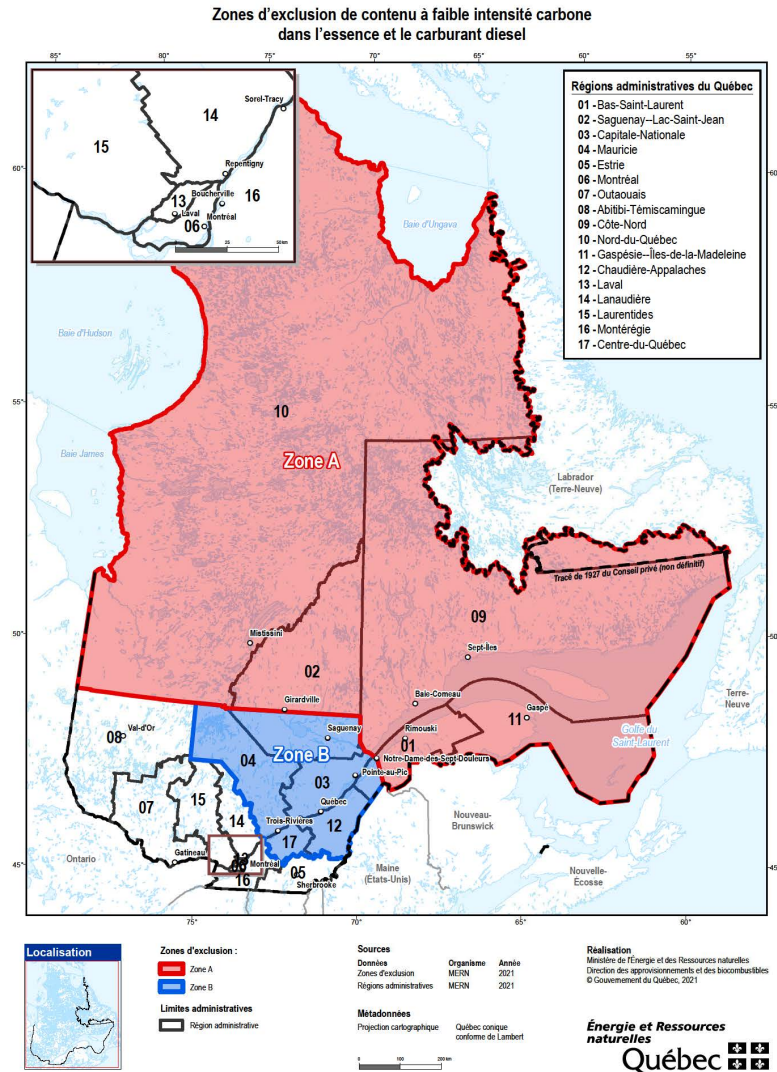 Zones d'exclusion de contenu à faible intensité carbone
dans l'essence et le carburant diesel
85° 80° 75° 70° 65° 60° 55°
Sorel-Tracy
14
15
Repentigny
Boucherville
16
13
Laval
Montréal
06
0 25 50 km
Régions administratives du Québec
01 - Bas-Saint-Laurent
02 - Saguenay--Lac-Saint-Jean
03 - Capitale-Nationale
04 - Mauricie
05 - Estrie
06 - Montréal
07 - Outaouais
08 - Abitibi-Témiscamingue
09 - Côte-Nord
10 - Nord-du-Québec
11 - Gaspésie--Îles-de-la-Madeleine
12 - Chaudière-Appalaches
13 - Laval
14 - Lanaudière
15 - Laurentides
16 - Montérégie
17 - Centre-du-Québec
60° 60°
Baie d'Ungava
Baie d'Hudson
55° 55°
10
Baie James
Zone A
Labrador
(Terre-Neuve)
Tracé de 1927 du Conseil privé (non définitif)
50° 50°
Mistissini
09
Sept-Îles
02
Girardville
Baie-Comeau
Gaspé
11
Terre-
Neuve
Golfe du
Saint-Laurent
08
Val-d'Or
Saguenay
Rimouski
01
Zone B
04
Notre-Dame-des-Sept-Douleurs
Pointe-au-Pic
03
07
15
14
Québec
12
Trois-Rivières
17
Nouveau-
Brunswick
Ontario
Gatineau
Montréal
45° 45°
16
05
Sherbrooke
Maine
(États-Unis)
Nouvelle-
Écosse
75° 70° 65° 60°
Localisation
Zones d'exclusion :
Zone A
Zone B
Limites administratives
Région administrative
Sources
Données Organisme Année
Zones d'exclusion MERN 2021
Régions administratives MERN 2021
Métadonnées
Projection cartographique Québec conique
conforme de Lambert
0 100 200 km
Réalisation
Ministère de l'Énergie et des Ressources naturelles
Direction des approvisionnements et des biocombustibles
© Gouvernement du Québec, 2021
Énergie et Ressources
naturelles
Québec